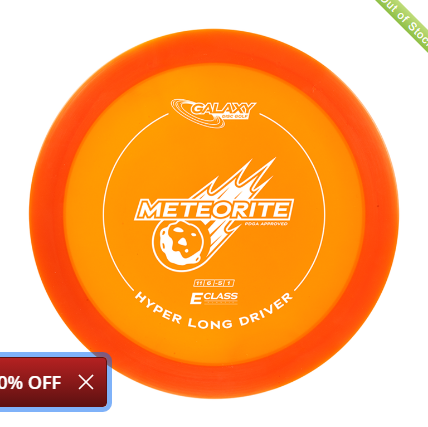 Out of Stock
GALAXY
DISC GOLF
METEORITE
PDGA APPROVED
E CLASS
HYPER LONG DRIVER
0% OFF